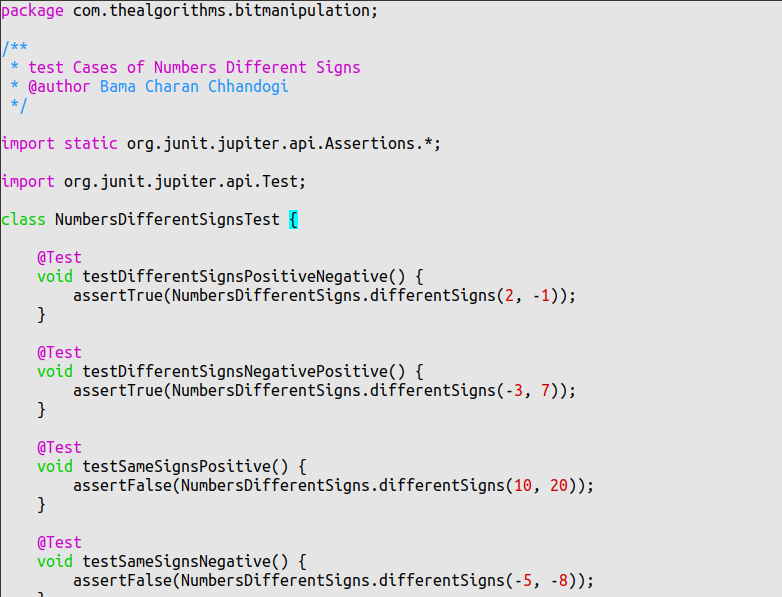 package com.thealgorithms.bitmanipulation;

/**
 * test Cases of Numbers Different Signs
 * @author Bama Charan Chhandogi
 */

import static org.junit.jupiter.api.Assertions.*;

import org.junit.jupiter.api.Test;

class NumbersDifferentSignsTest {

    @Test
    void testDifferentSignsPositiveNegative() {
        assertTrue(NumbersDifferentSigns.differentSigns(2, -1));
    }

    @Test
    void testDifferentSignsNegativePositive() {
        assertTrue(NumbersDifferentSigns.differentSigns(-3, 7));
    }

    @Test
    void testSameSignsPositive() {
        assertFalse(NumbersDifferentSigns.differentSigns(10, 20));
    }

    @Test
    void testSameSignsNegative() {
        assertFalse(NumbersDifferentSigns.differentSigns(-5, -8));
    }